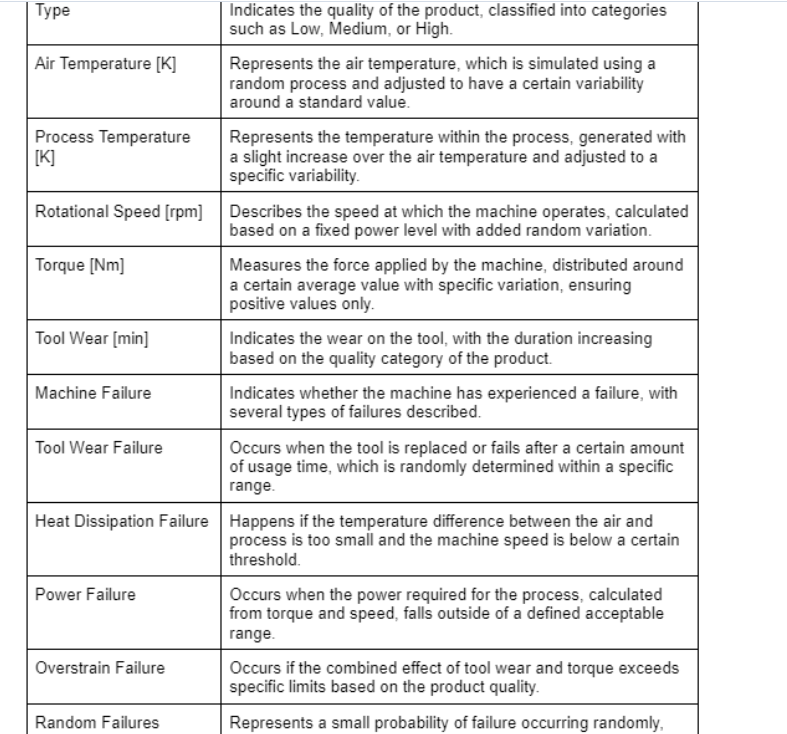 Type
Indicates the quality of the product, classified into categories
such as Low, Medium, or High.
Air Temperature [K]
Represents the air temperature, which is simulated using a
random process and adjusted to have a certain variability
around a standard value.
Process Temperature
[K]
Represents the temperature within the process, generated with
a slight increase over the air temperature and adjusted to a
specific variability.
Rotational Speed [rpm]
Describes the speed at which the machine operates, calculated
based on a fixed power level with added random variation.
Torque [Nm]
Measures the force applied by the machine, distributed around
a certain average value with specific variation, ensuring
positive values only.
Tool Wear [min]
Indicates the wear on the tool, with the duration increasing
based on the quality category of the product.
Machine Failure
Indicates whether the machine has experienced a failure, with
several types of failures described.
Tool Wear Failure
Occurs when the tool is replaced or fails after a certain amount
of usage time, which is randomly determined within a specific
range.
Heat Dissipation Failure
Happens if the temperature difference between the air and
process is too small and the machine speed is below a certain
threshold.
Power Failure
Occurs when the power required for the process, calculated
from torque and speed, falls outside of a defined acceptable
range.
Overstrain Failure
Occurs if the combined effect of tool wear and torque exceeds
specific limits based on the product quality.
Random Failures
Represents a small probability of failure occurring randomly,